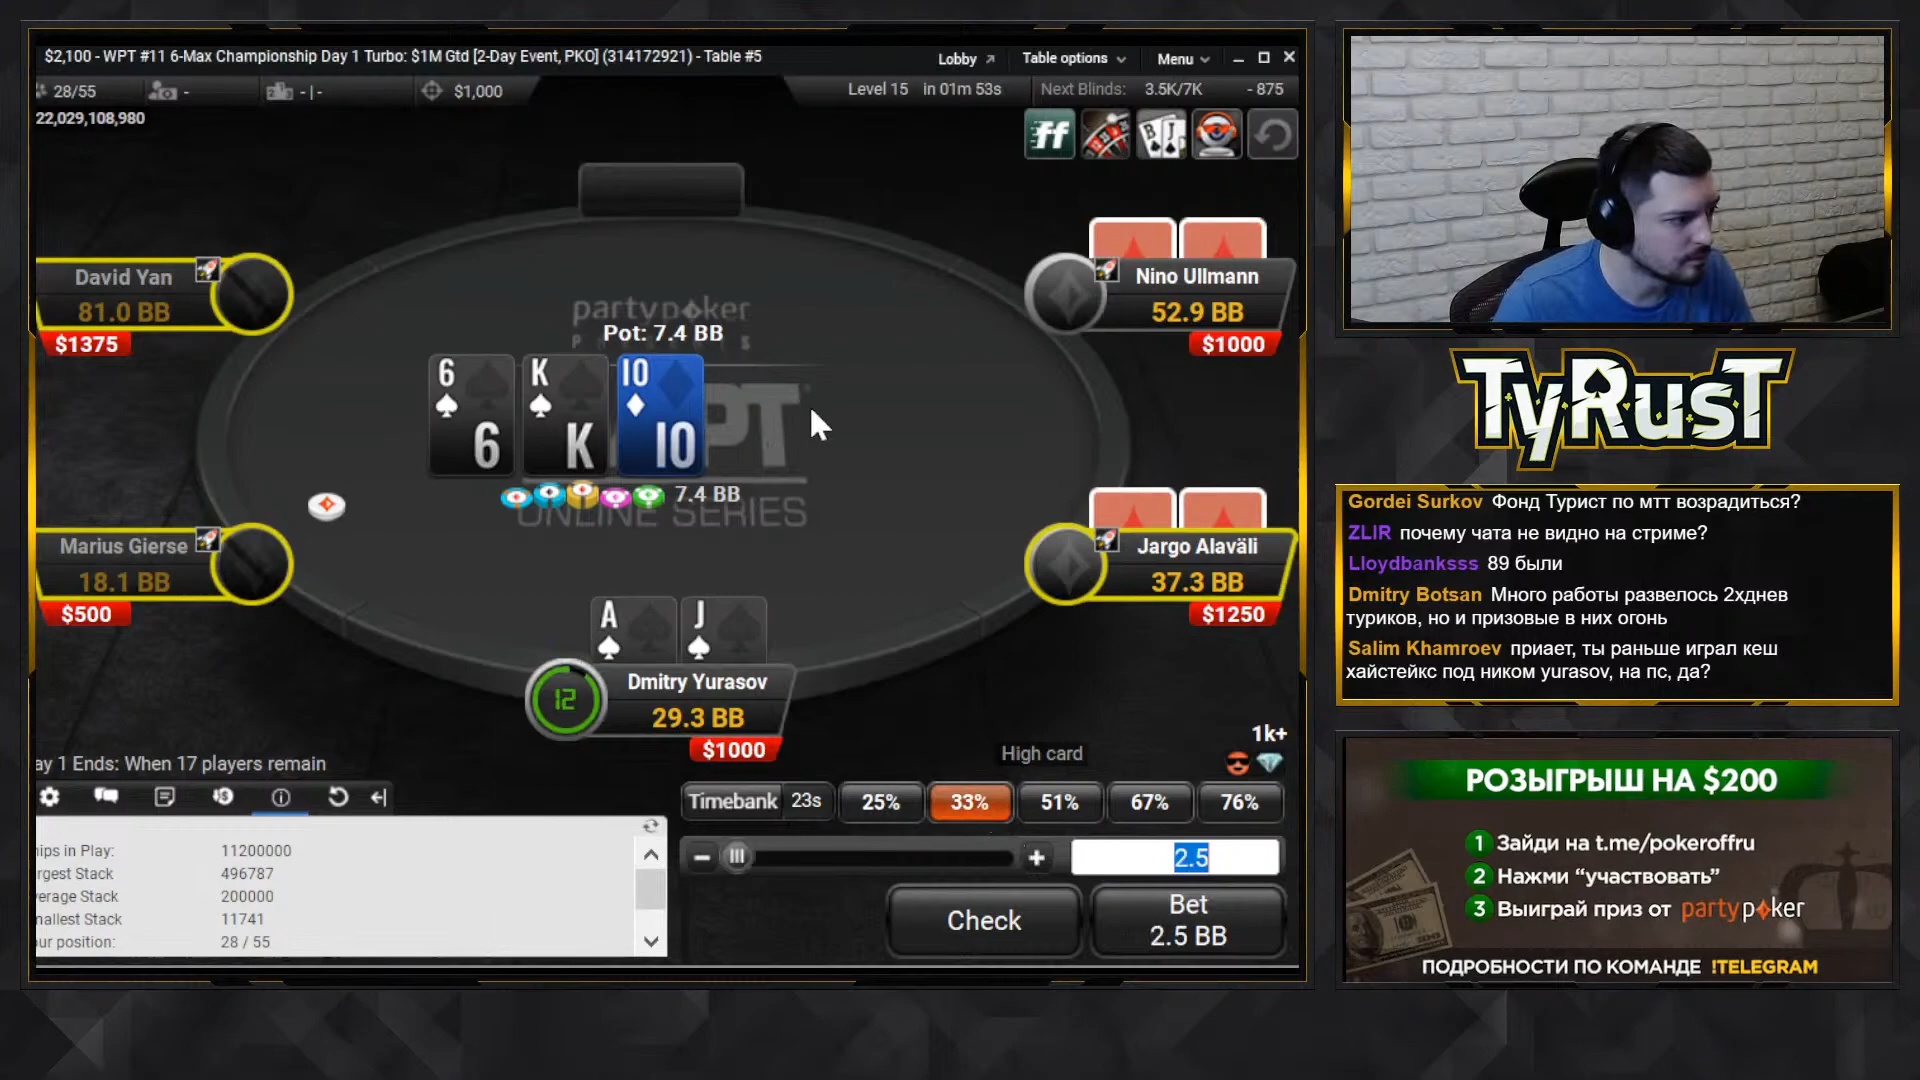 $2,100 - WPT #11 6-Max Championship Day 1 Turbo: $1M Gtd [2-Day Event, PKO] (314172921) - Table #5
Lobby
Table options
Menu
28/55
-
- | -
$1,000
Level 15 in 01m 53s
Next Blinds: 3.5K/7K - 875
22,029,108,980
ff
David Yan
81.0 BB
$1375
Nino Ullmann
52.9 BB
$1000
partypoker
Pot: 7.4 BB
6
6
K
K
10
10
PT
7.4 BB
ONLINE SERIES
Marius Gierse
18.1 BB
$500
Jargo Alaväli
37.3 BB
$1250
A
J
12
Dmitry Yurasov
29.3 BB
$1000
1k+
ay 1 Ends: When 17 players remain
High card
Timebank 23s
25%
33%
51%
67%
76%
2.5
Check
Bet
2.5 BB
hips in Play: 11200000
rgest Stack 496787
verage Stack 200000
mallest Stack 11741
our position: 28 / 55
TyRusT
Gordei Surkov Фонд Турист по мтт возрадиться?
ZLIR почему чата не видно на стриме?
Lloydbanksss 89 были
Dmitry Botsan Много работы развелось 2хднев
туриков, но и призовые в них огонь
Salim Khamroev приает, ты раньше играл кеш
хайстейкс под ником yurasov, на пс, да?
РОЗЫГРЫШ НА $200
1 Зайди на t.me/pokeroffru
2 Нажми “участвовать”
3 Выиграй приз от partypoker
ПОДРОБНОСТИ ПО КОМАНДЕ !TELEGRAM